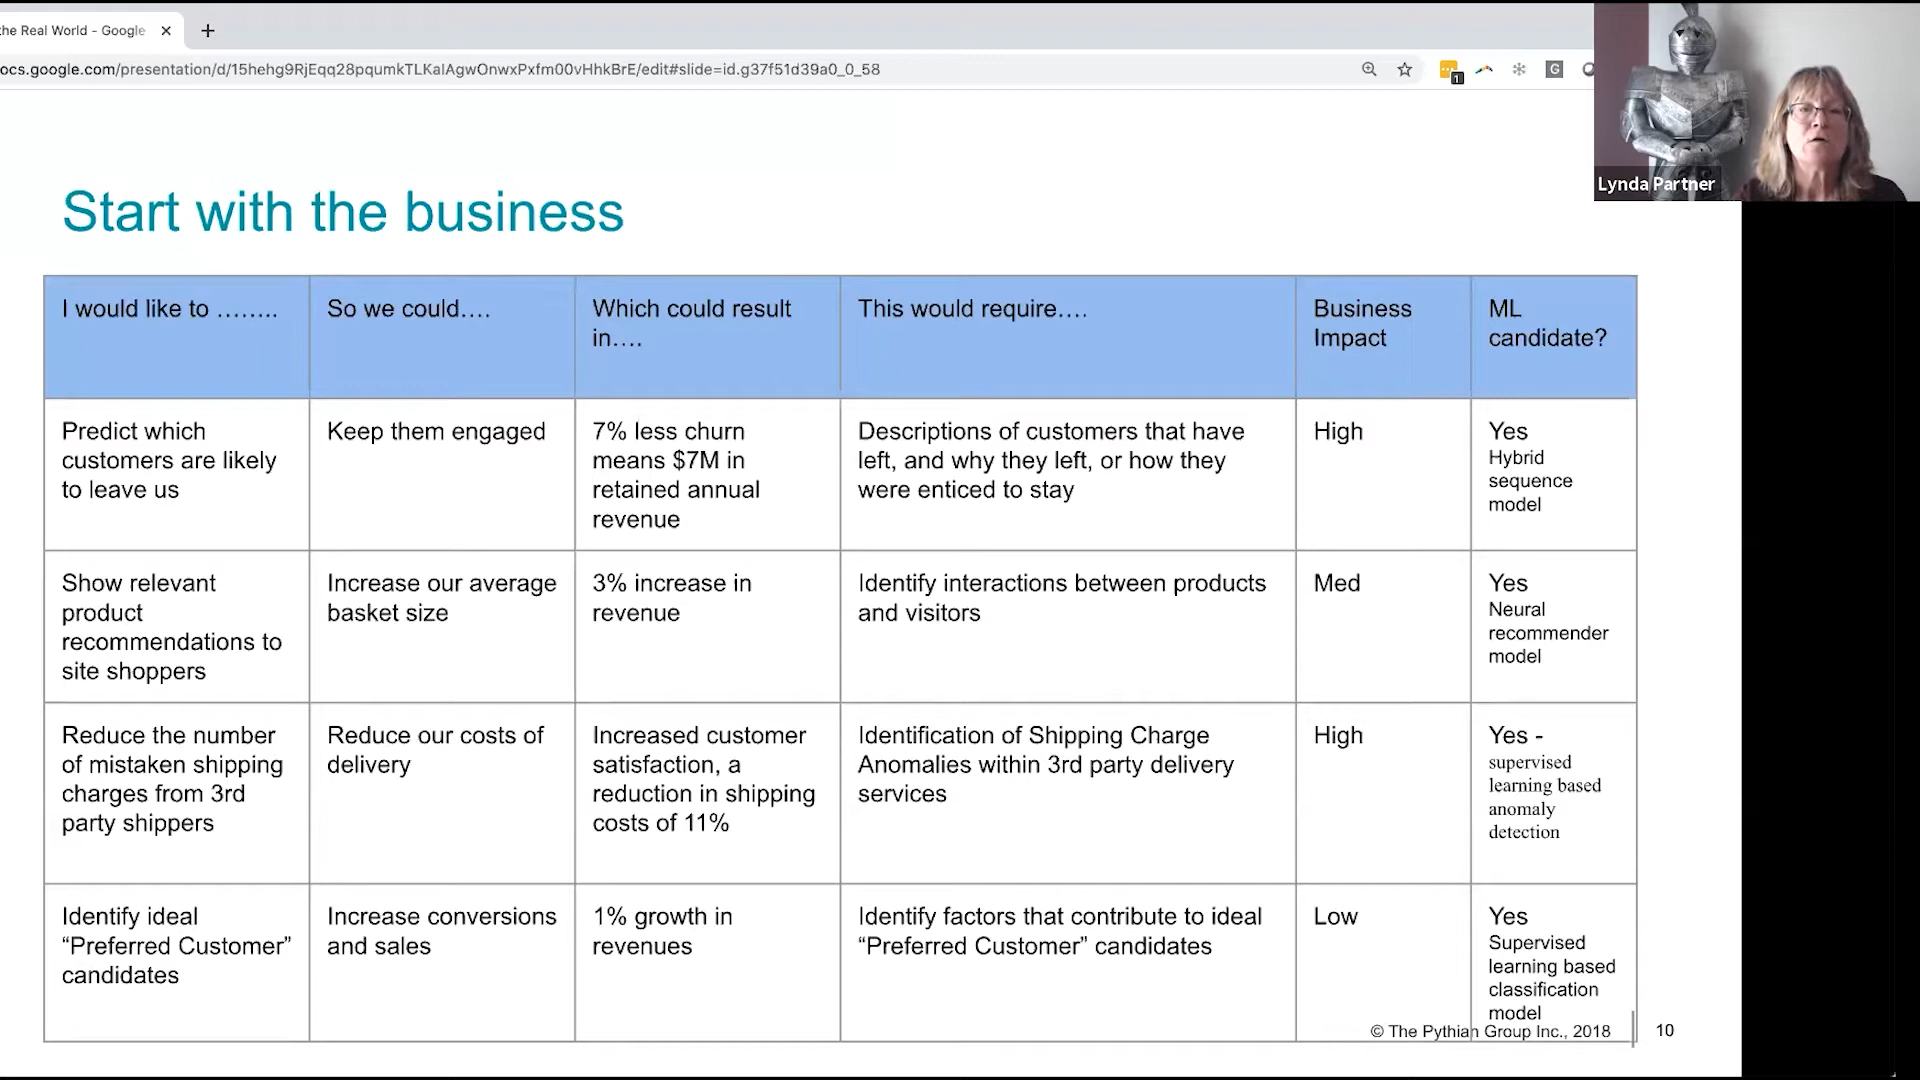 the Real World - Google
ocs.google.com/presentation/d/15hehg9RjEqq28pqumkTLKalAgwOnwxPxfm00vHhkBrE/edit#slide=id.g37f51d39a0_0_58
1
G
Lynda Partner
Start with the business
I would like to ……..
So we could….
Which could result
in….
This would require….
Business
Impact
ML
candidate?
Predict which
customers are likely
to leave us
Keep them engaged
7% less churn
means $7M in
retained annual
revenue
Descriptions of customers that have
left, and why they left, or how they
were enticed to stay
High
Yes
Hybrid
sequence
model
Show relevant
product
recommendations to
site shoppers
Increase our average
basket size
3% increase in
revenue
Identify interactions between products
and visitors
Med
Yes
Neural
recommender
model
Reduce the number
of mistaken shipping
charges from 3rd
party shippers
Reduce our costs of
delivery
Increased customer
satisfaction, a
reduction in shipping
costs of 11%
Identification of Shipping Charge
Anomalies within 3rd party delivery
services
High
Yes -
supervised
learning based
anomaly
detection
Identify ideal
“Preferred Customer”
candidates
Increase conversions
and sales
1% growth in
revenues
Identify factors that contribute to ideal
“Preferred Customer” candidates
Low
Yes
Supervised
learning based
classification
model
© The Pythian Group Inc., 2018
10